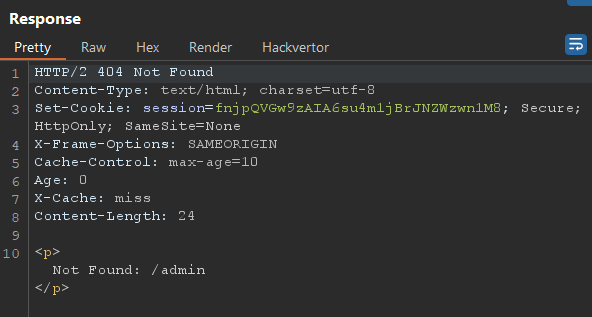 Response
Pretty Raw Hex Render Hackvertor
1 HTTP/2 404 Not Found
2 Content-Type: text/html; charset=utf-8
3 Set-Cookie: session=fnjpQVGw9zAIA6su4m1jBrJNZWzwn1M8; Secure;
HttpOnly; SameSite=None
4 X-Frame-Options: SAMEORIGIN
5 Cache-Control: max-age=10
6 Age: 0
7 X-Cache: miss
8 Content-Length: 24
9
10 <p>
Not Found: /admin
</p>